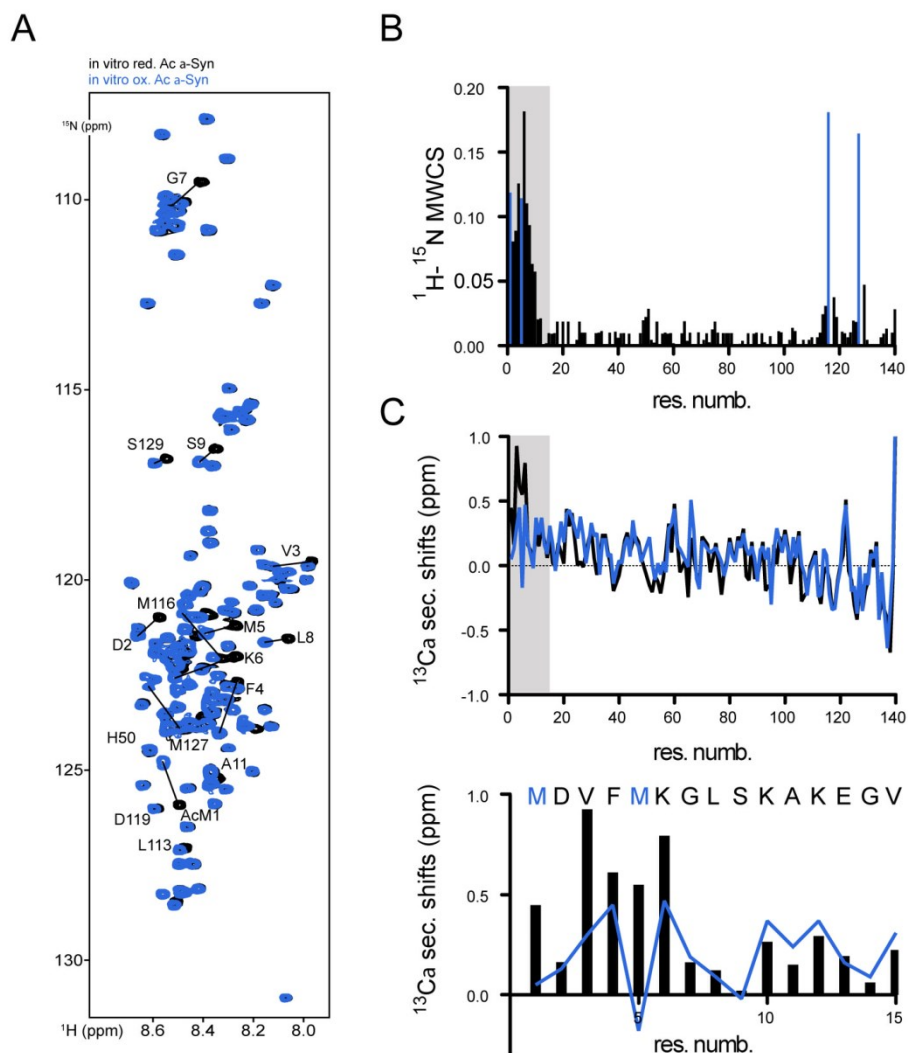 A
in vitro red. Ac a-Syn
in vitro ox. Ac a-Syn
¹⁵N (ppm)
G7
110
115
S129
S9
V3
120
M116
D2
M5
L8
K6
F4
H50
M127
125
A11
D119
AcM1
L113
130
¹H (ppm)
8.6
8.4
8.2
8.0
B
¹H-¹⁵N MWCS
0.20
0.15
0.10
0.05
0.00
0
20
40
60
80
100
120
140
res. numb.
C
¹³Ca sec. shifts (ppm)
1.0
0.5
0.0
-0.5
-1.0
0
20
40
60
80
100
120
140
res. numb.
¹³Ca sec. shifts (ppm)
1.0
0.5
0.0
M D V F M K G L S K A K E G V
5
10
15
res. numb.